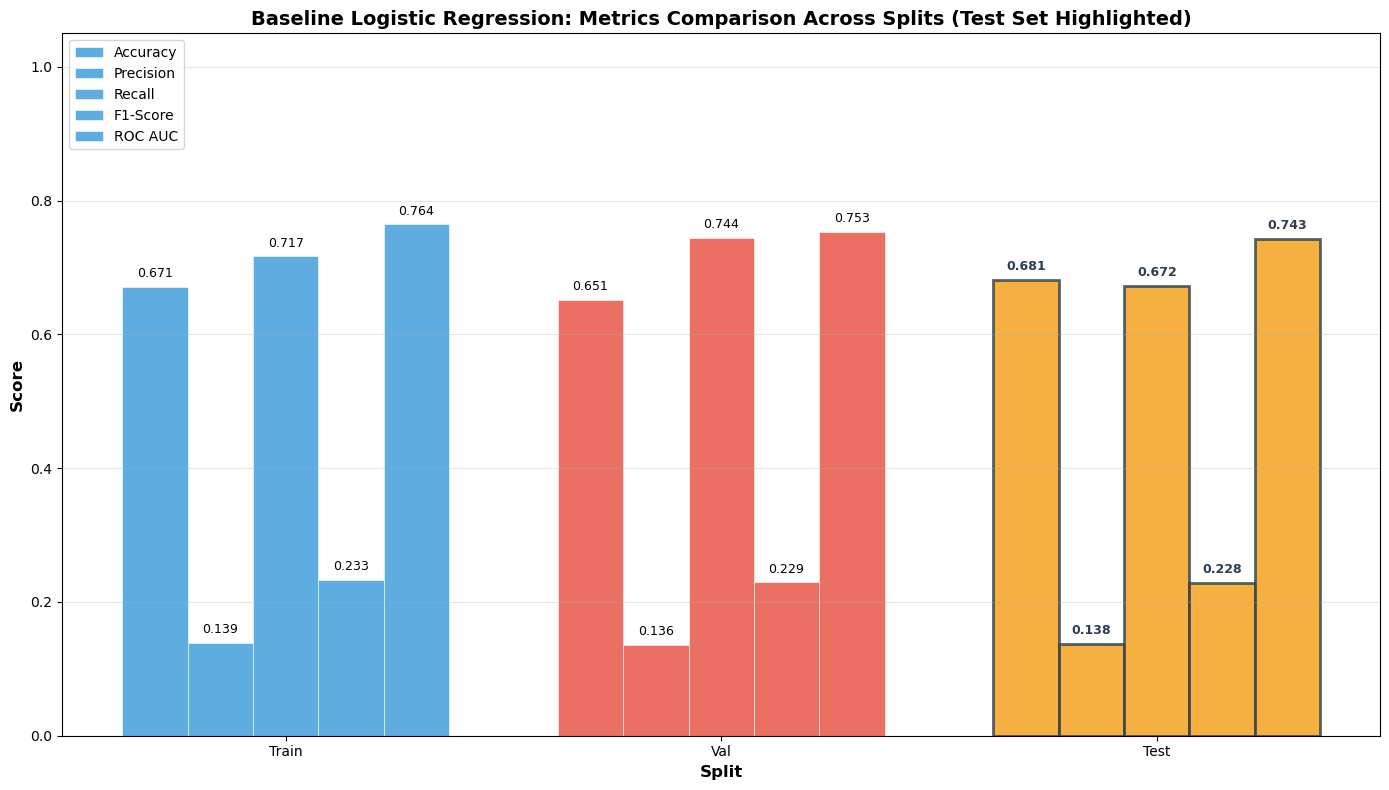 Baseline Logistic Regression: Metrics Comparison Across Splits (Test Set Highlighted)
Accuracy
Precision
Recall
F1-Score
ROC AUC
Score
1.0
0.8
0.6
0.4
0.2
0.0
0.671
0.139
0.717
0.233
0.764
0.651
0.136
0.744
0.229
0.753
0.681
0.138
0.672
0.228
0.743
Train
Val
Test
Split